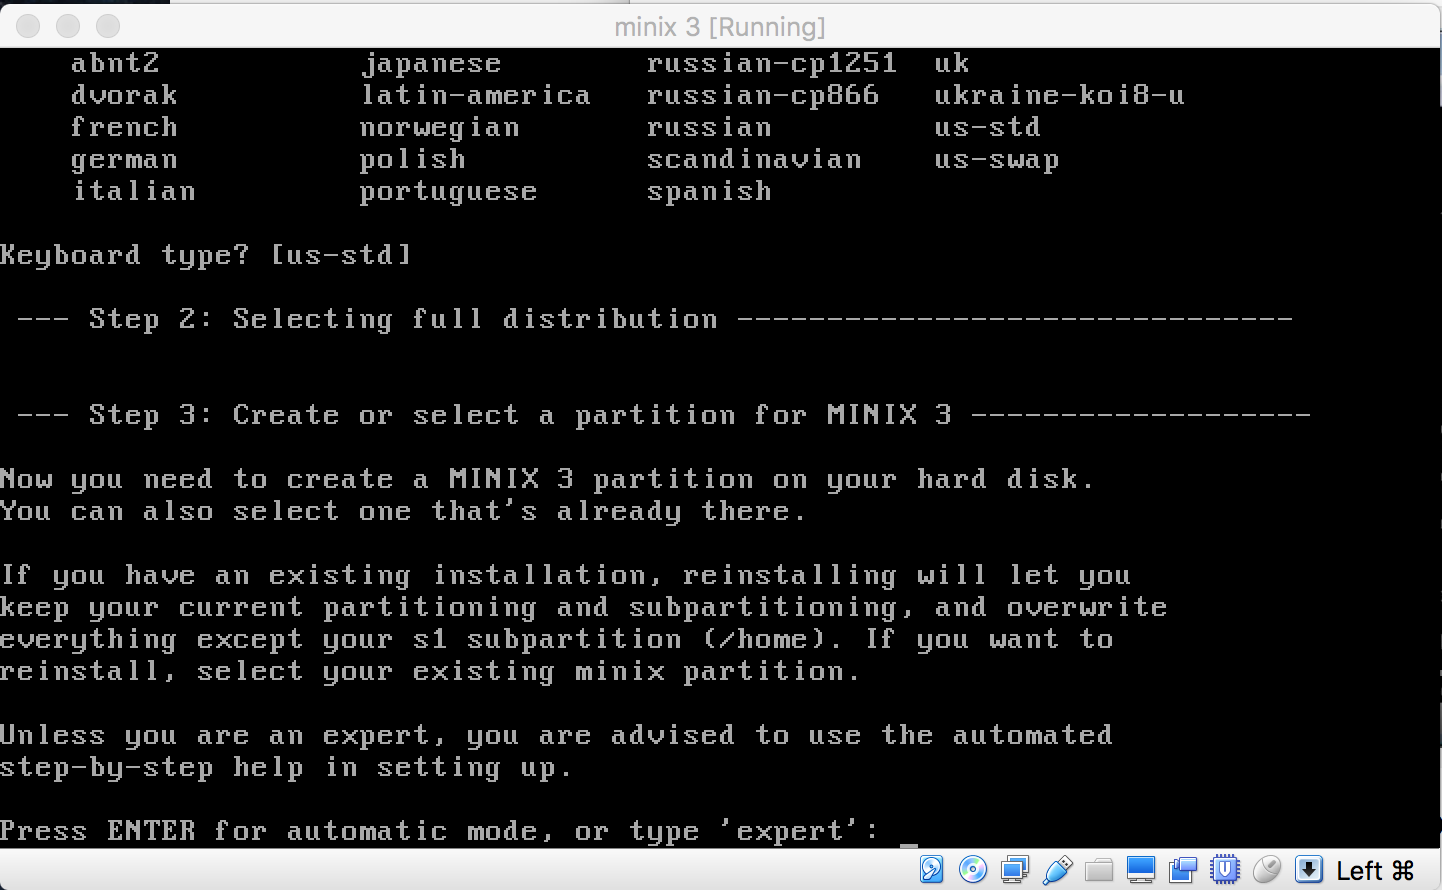 minix 3 [Running]
abnt2 japanese russian-cp1251 uk
dvorak latin-america russian-cp866 ukraine-koi8-u
french norwegian russian us-std
german polish scandinavian us-swap
italian portuguese spanish
Keyboard type? [us-std]
--- Step 2: Selecting full distribution -------------------------------
--- Step 3: Create or select a partition for MINIX 3 -------------------
Now you need to create a MINIX 3 partition on your hard disk.
You can also select one that's already there.
If you have an existing installation, reinstalling will let you
keep your current partitioning and subpartitioning, and overwrite
everything except your s1 subpartition (/home). If you want to
reinstall, select your existing minix partition.
Unless you are an expert, you are advised to use the automated
step-by-step help in setting up.
Press ENTER for automatic mode, or type 'expert': _
Left ⌘